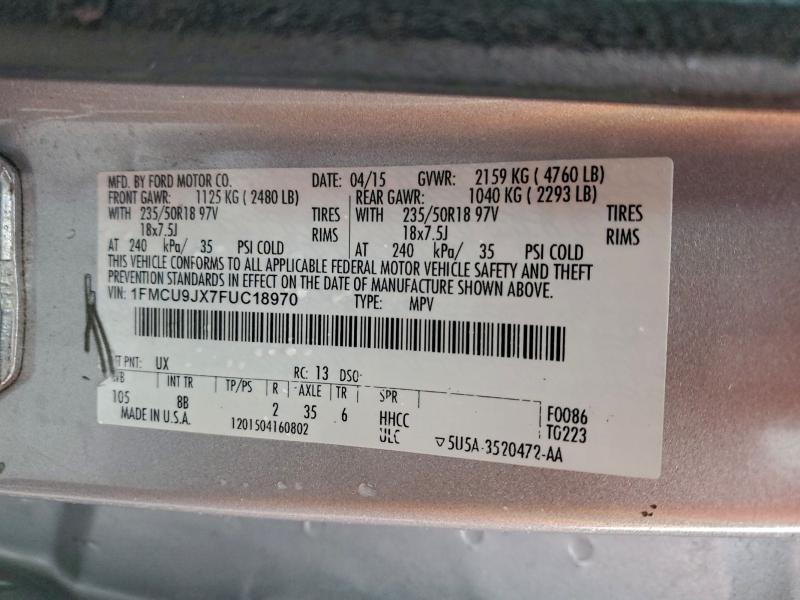 MFD. BY FORD MOTOR CO. DATE: 04/15 GVWR: 2159 KG ( 4760 LB)
FRONT GAWR: 1125 KG ( 2480 LB) REAR GAWR: 1040 KG ( 2293 LB)
WITH 235/50R18 97V TIRES WITH 235/50R18 97V TIRES
18x7.5J RIMS 18x7.5J RIMS
AT 240 kPa/ 35 PSI COLD AT 240 kPa/ 35 PSI COLD
THIS VEHICLE CONFORMS TO ALL APPLICABLE FEDERAL MOTOR VEHICLE SAFETY AND THEFT
PREVENTION STANDARDS IN EFFECT ON THE DATE OF MANUFACTURE SHOWN ABOVE.
VIN: 1FMCU9JX7FUC18970 TYPE: MPV
PNT: UX RC: 13 DSO:
INT TR TP/PS R AXLE TR SPR
105 8B 2 35 6 HHCC F0086
MADE IN U.S.A. 1201504160802 ULC ▽5U5A-3520472-AA T0223